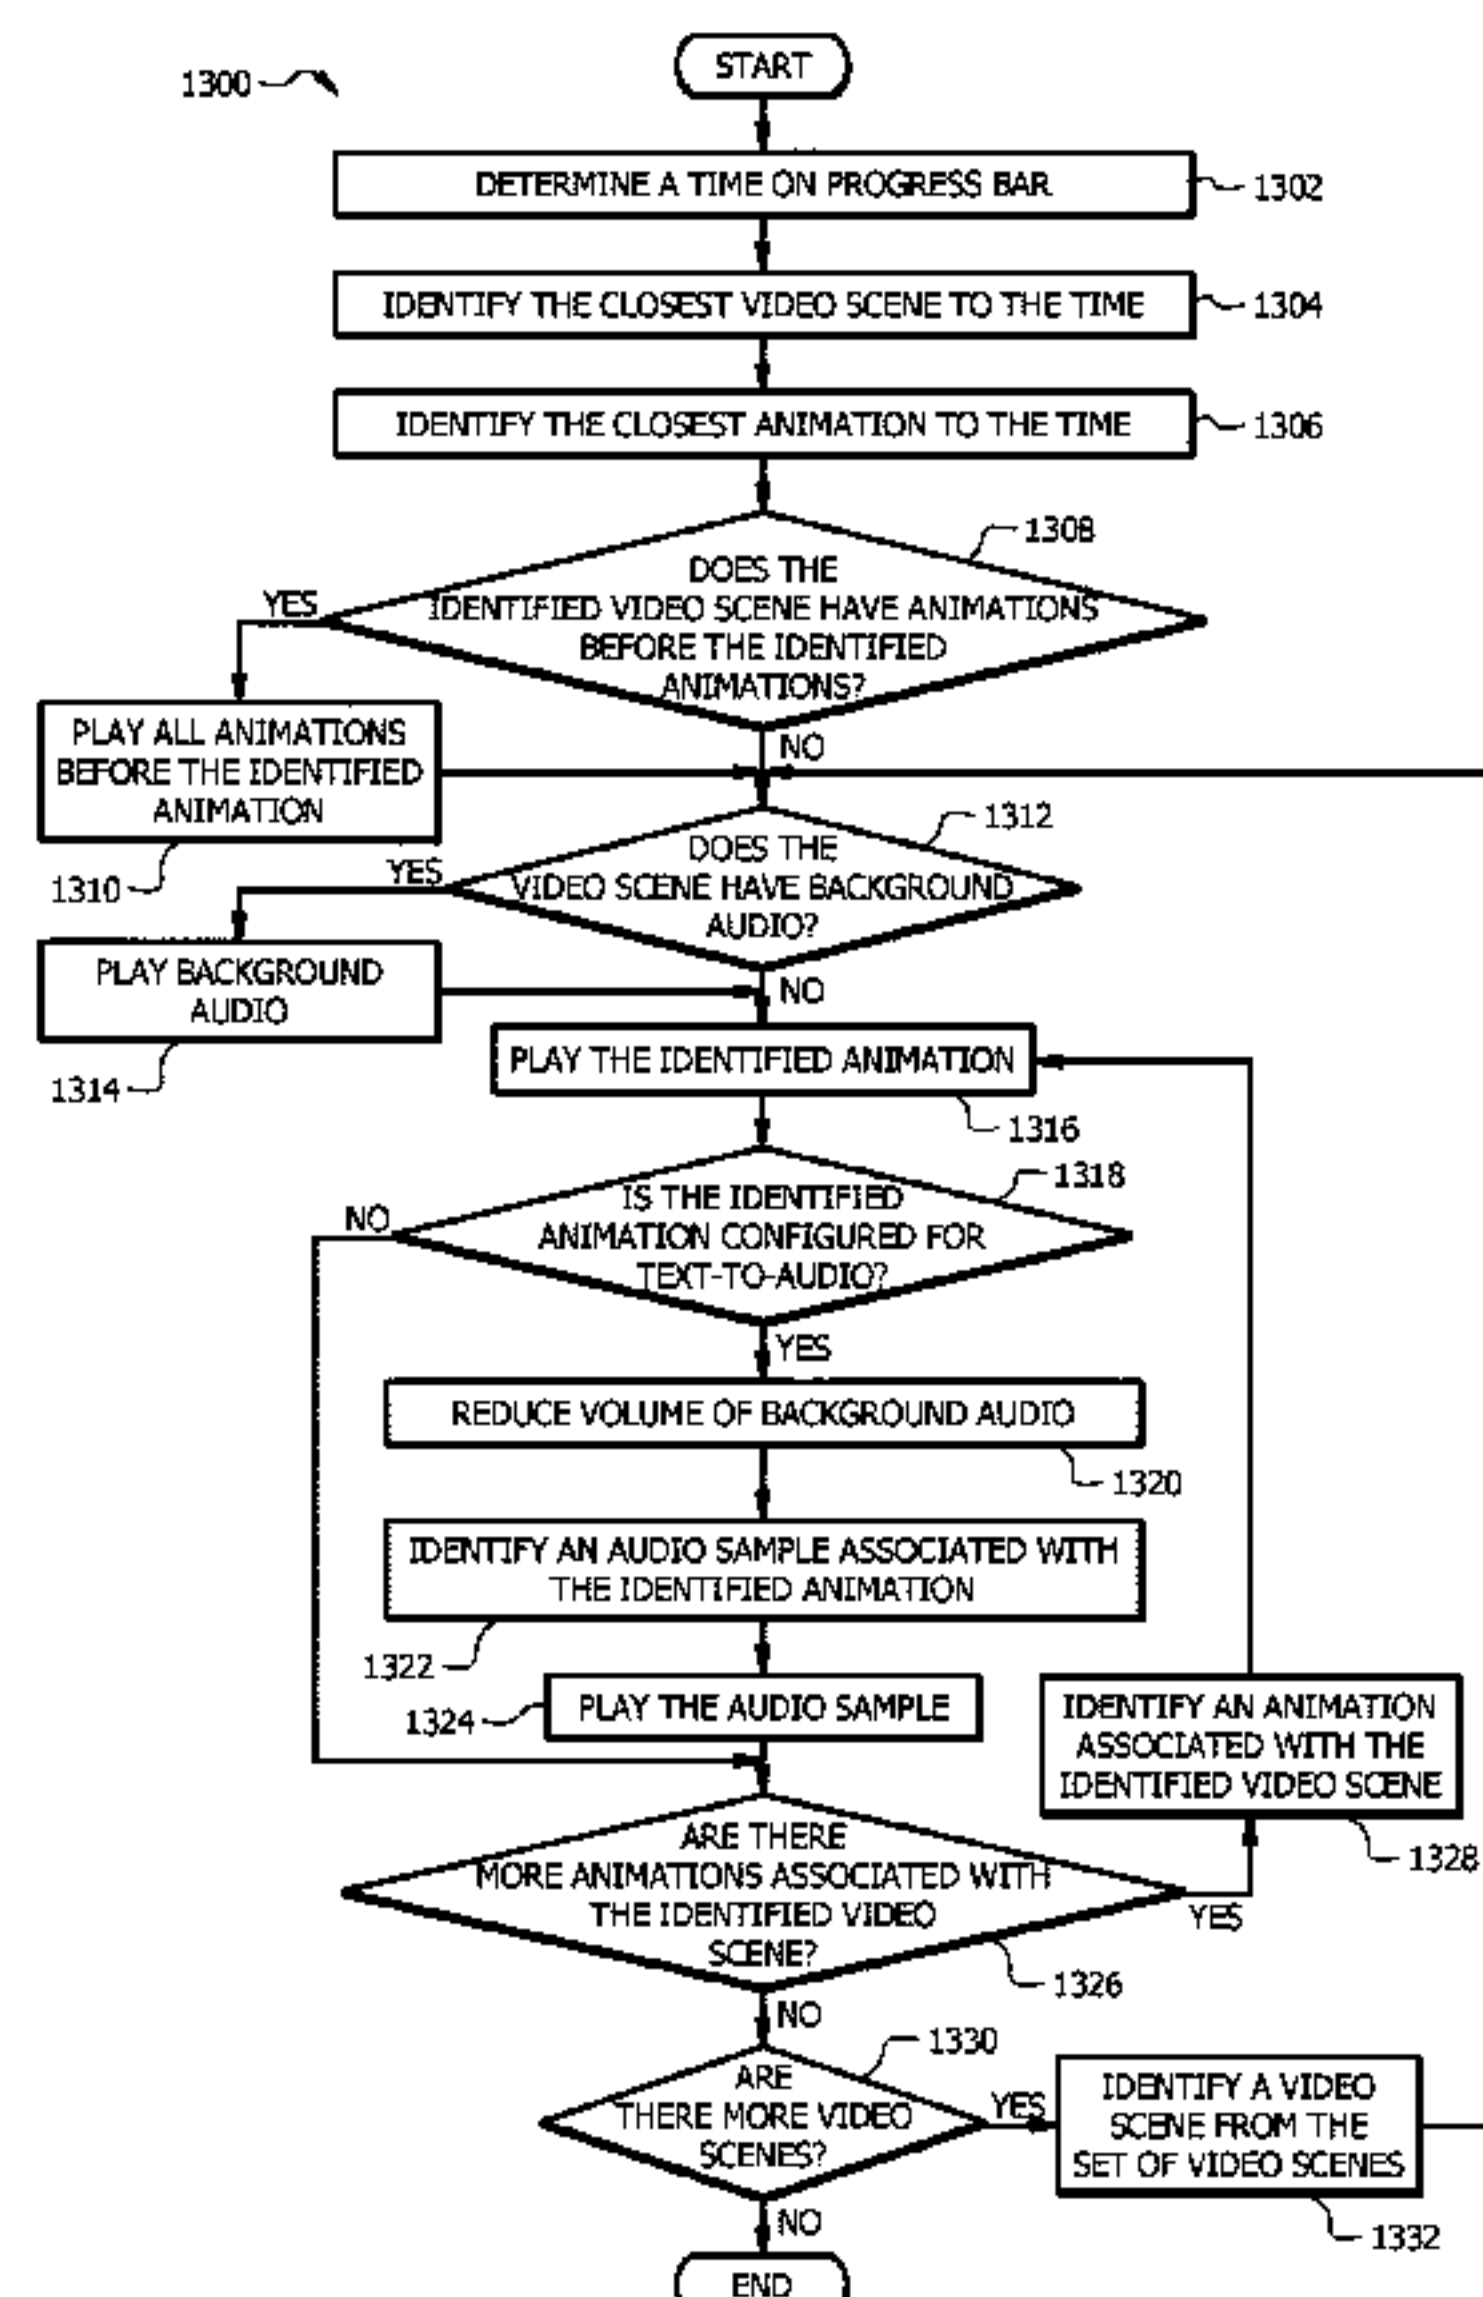 1300
START
DETERMINE A TIME ON PROGRESS BAR
1302
IDENTIFY THE CLOSEST VIDEO SCENE TO THE TIME
1304
IDENTIFY THE CLOSEST ANIMATION TO THE TIME
1306
1308
DOES THE
IDENTIFIED VIDEO SCENE HAVE ANIMATIONS
BEFORE THE IDENTIFIED
ANIMATIONS?
YES
NO
PLAY ALL ANIMATIONS
BEFORE THE IDENTIFIED
ANIMATION
1310
1312
DOES THE
VIDEO SCENE HAVE BACKGROUND
AUDIO?
YES
NO
PLAY BACKGROUND
AUDIO
1314
PLAY THE IDENTIFIED ANIMATION
1316
1318
IS THE IDENTIFIED
ANIMATION CONFIGURED FOR
TEXT-TO-AUDIO?
NO
YES
REDUCE VOLUME OF BACKGROUND AUDIO
1320
IDENTIFY AN AUDIO SAMPLE ASSOCIATED WITH
THE IDENTIFIED ANIMATION
1322
PLAY THE AUDIO SAMPLE
1324
IDENTIFY AN ANIMATION
ASSOCIATED WITH THE
IDENTIFIED VIDEO SCENE
1328
ARE THERE
MORE ANIMATIONS ASSOCIATED WITH
THE IDENTIFIED VIDEO
SCENE?
YES
1326
NO
1330
ARE
THERE MORE VIDEO
SCENES?
YES
IDENTIFY A VIDEO
SCENE FROM THE
SET OF VIDEO SCENES
1332
NO
END